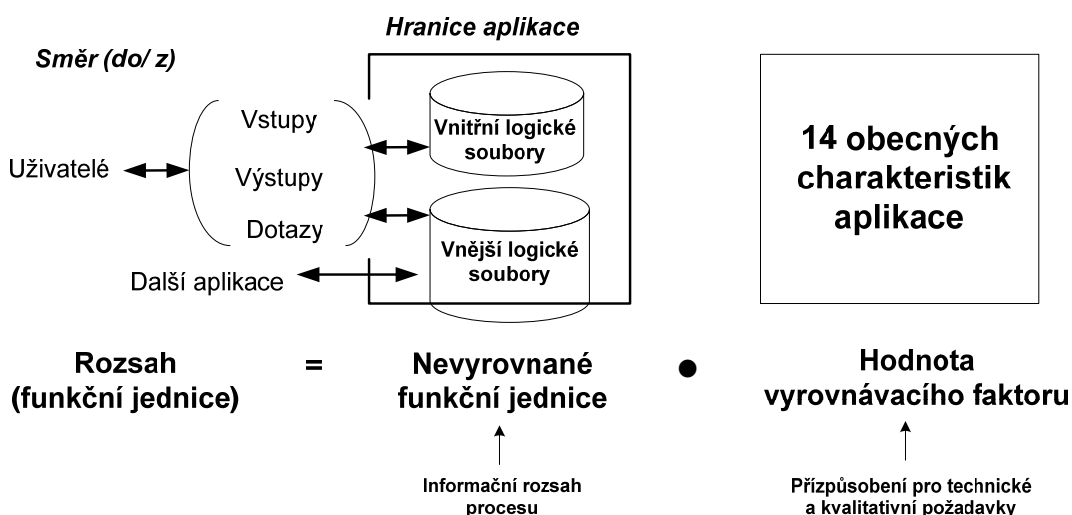 Hranice aplikace
Směr (do/ z)
Vstupy
Výstupy
Dotazy
Uživatelé
Další aplikace
Vnitřní logické
soubory
Vnější logické
soubory
14 obecných
charakteristik
aplikace
Rozsah
(funkční jednice)
=
Nevyrovnané
funkční jednice
●
Hodnota
vyrovnávacího faktoru
Informační rozsah
procesu
Přízpůsobení pro technické
a kvalitativní požadavky